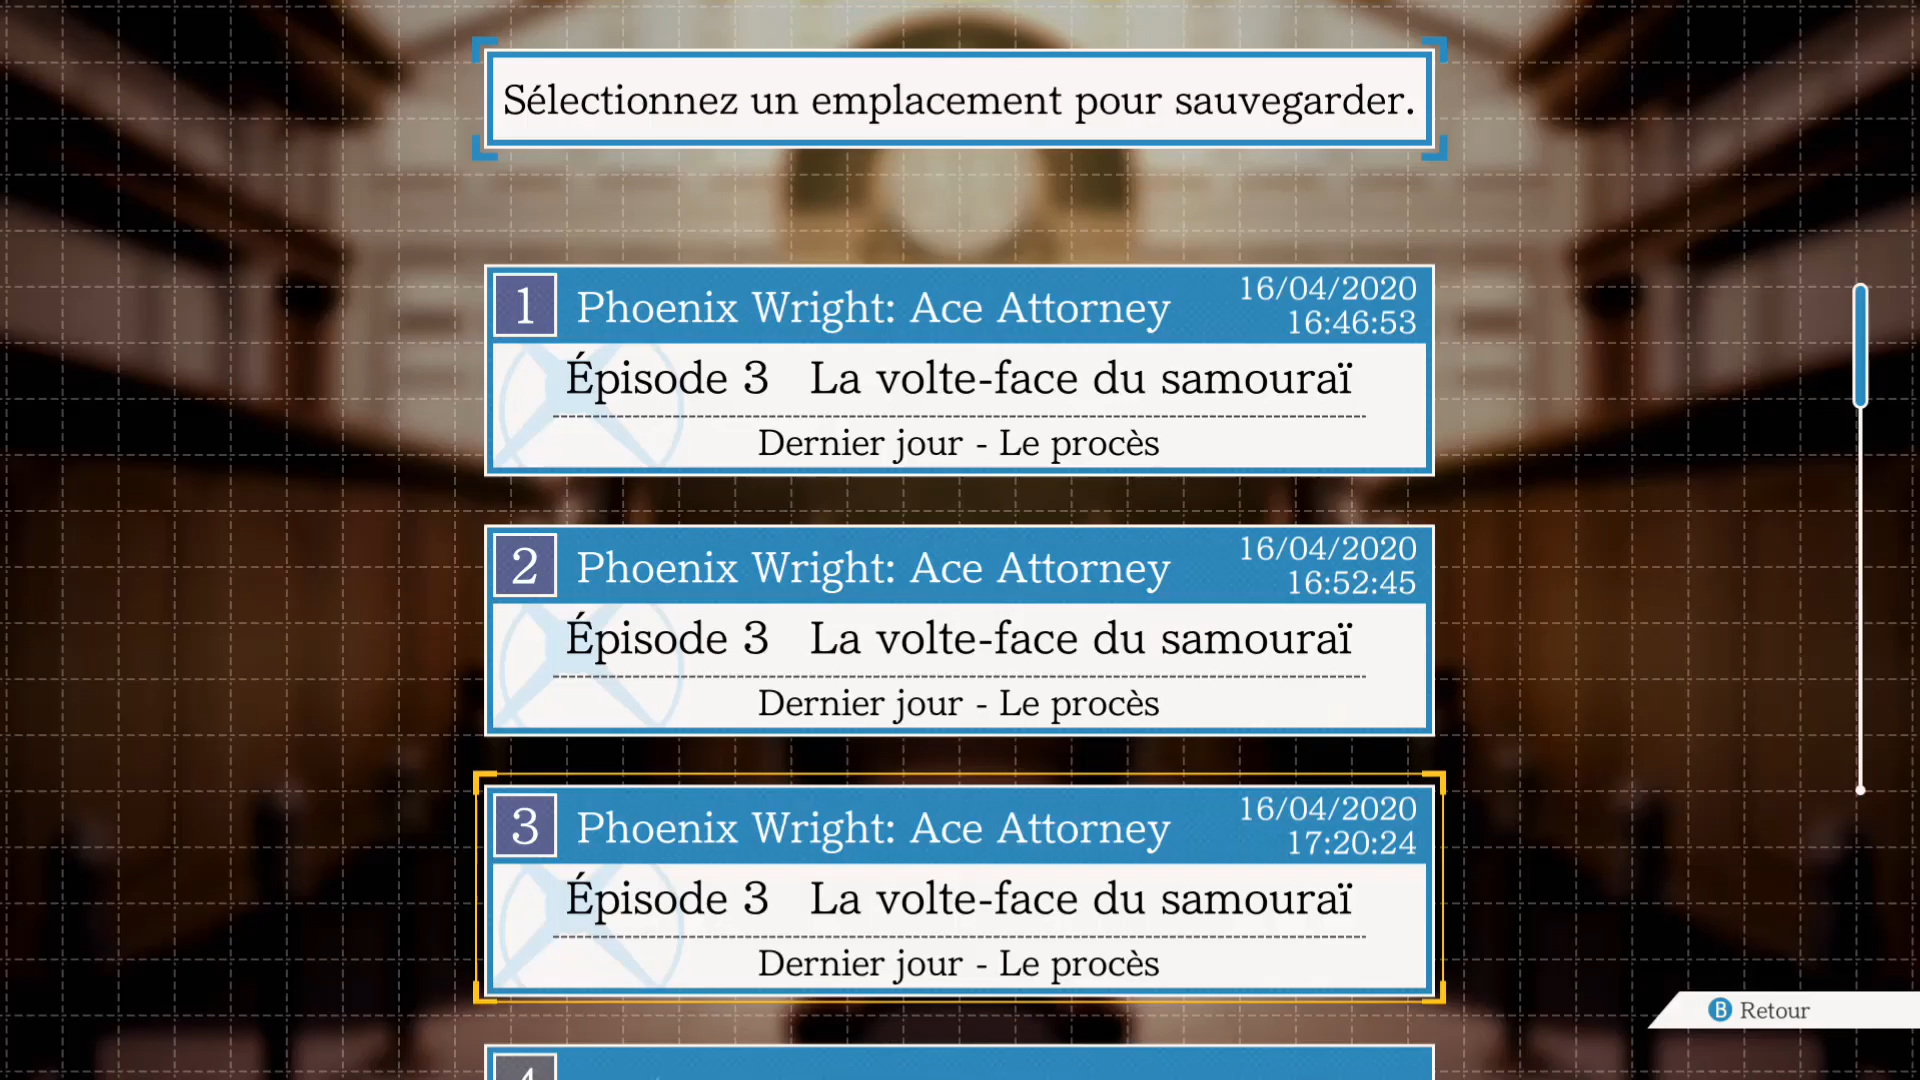 Sélectionnez un emplacement pour sauvegarder.
1 Phoenix Wright: Ace Attorney 16/04/2020 16:46:53
Épisode 3 La volte-face du samouraï
Dernier jour - Le procès
2 Phoenix Wright: Ace Attorney 16/04/2020 16:52:45
Épisode 3 La volte-face du samouraï
Dernier jour - Le procès
3 Phoenix Wright: Ace Attorney 16/04/2020 17:20:24
Épisode 3 La volte-face du samouraï
Dernier jour - Le procès
4
B Retour